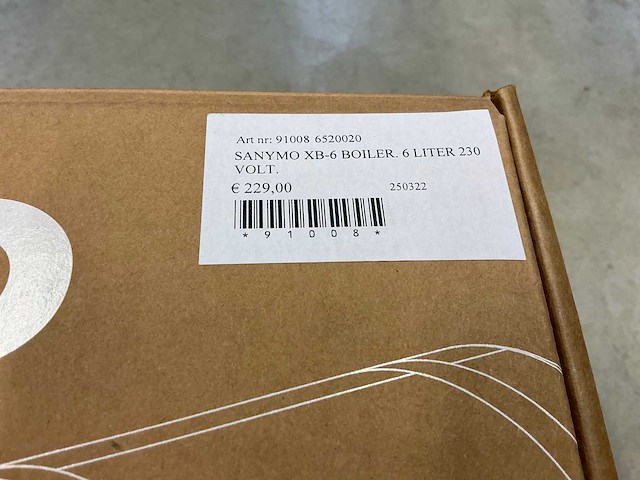 Art nr: 91008 6520020
SANYMO XB-6 BOILER. 6 LITER 230
VOLT.
€ 229,00 250322
*91008*